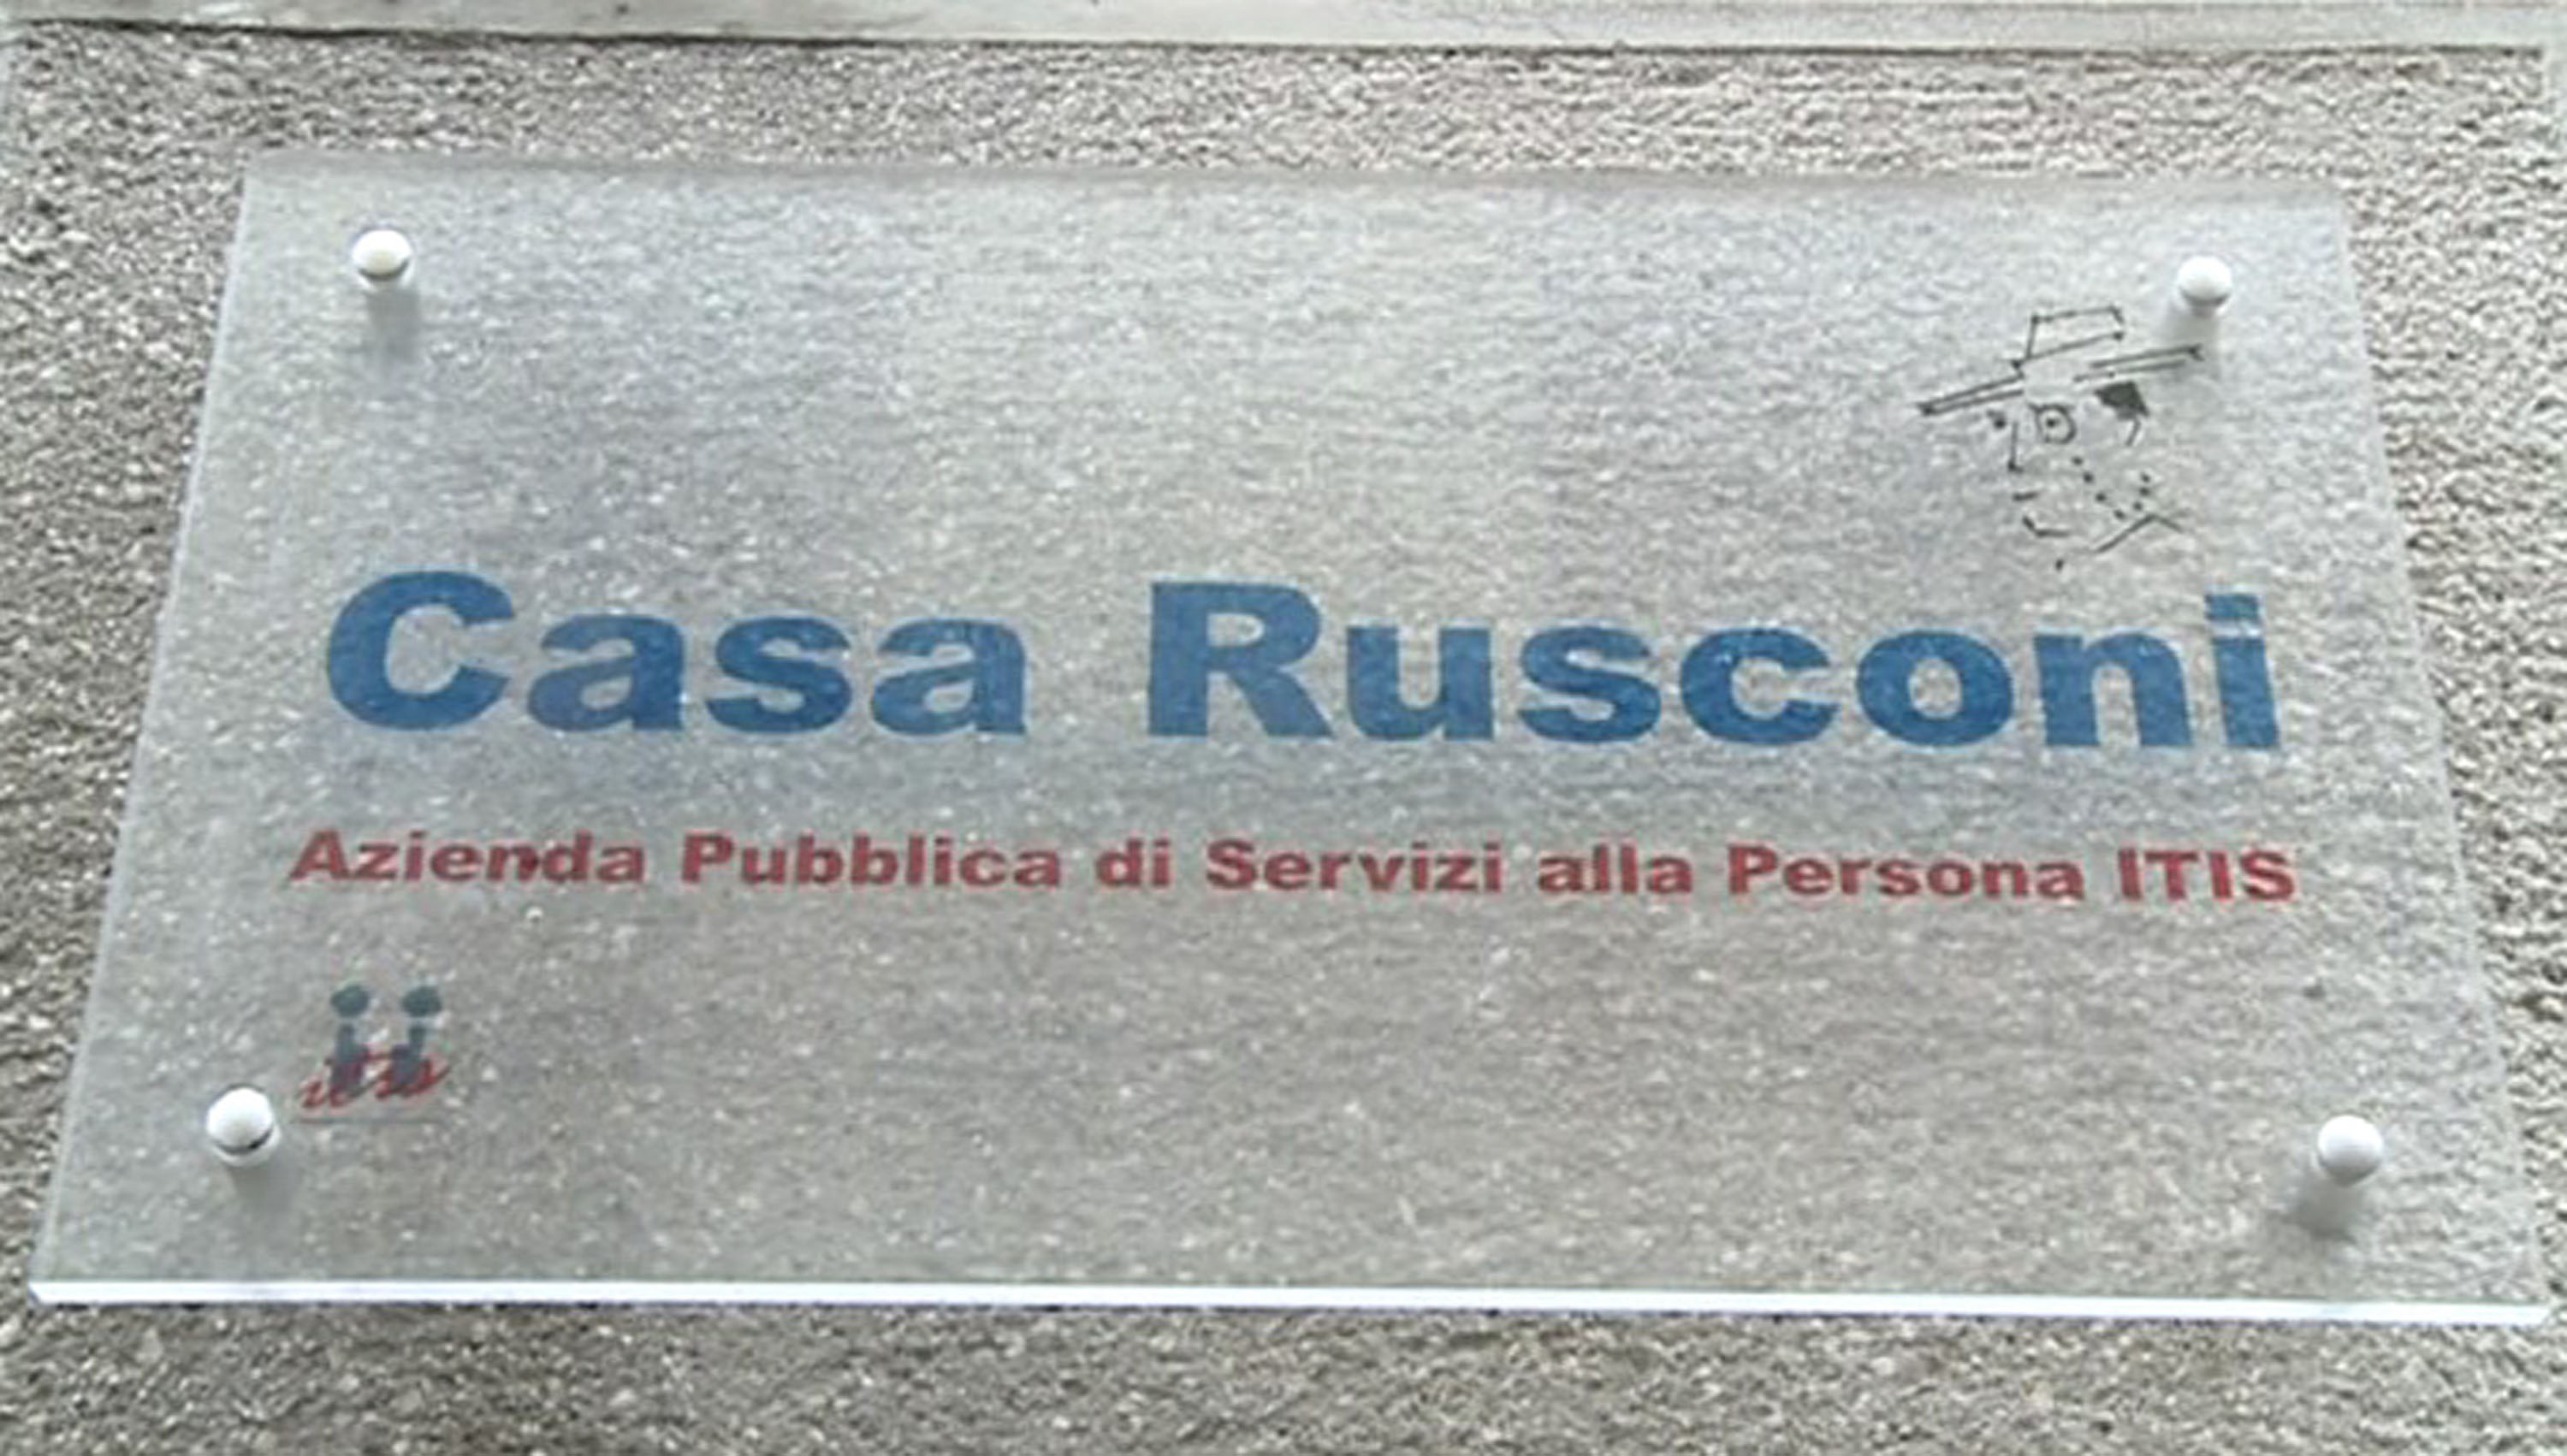 Casa Rusconi
Azienda Pubblica di Servizi alla Persona ITIS
itis